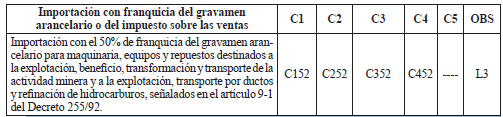 Importación con franquicia del gravamen
arancelario o del impuesto sobre las ventas
C1 C2 C3 C4 C5 OBS
Importación con el 50% de franquicia del gravamen aran-
celario para maquinaria, equipos y repuestos destinados a
la explotación, beneficio, transformación y transporte de la
actividad minera y a la explotación, transporte por ductos
y refinación de hidrocarburos, señalados en el artículo 9-1
del Decreto 255/92.
C152 C252 C352 C452 ---- L3